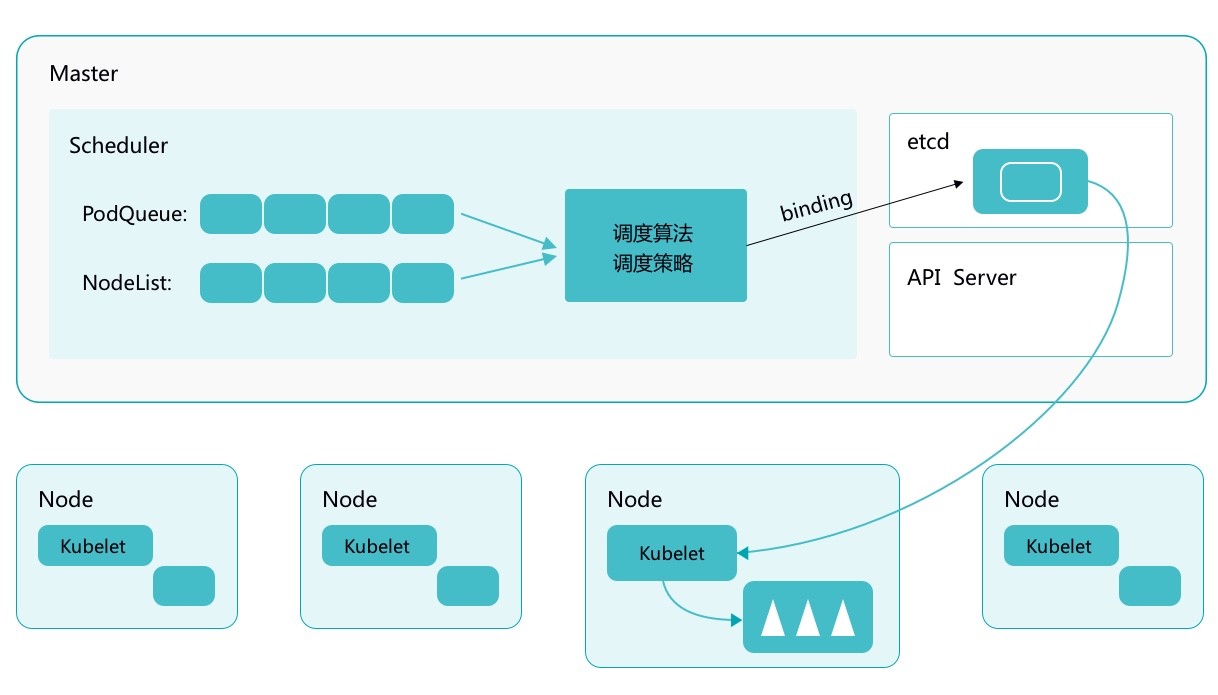 Master
Scheduler
PodQueue:
NodeList:
调度算法
调度策略
binding
etcd
API Server
Node
Kubelet
Node
Kubelet
Node
Kubelet
Node
Kubelet